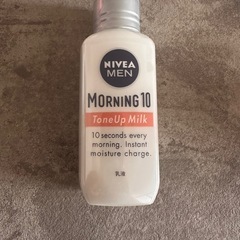 NIVEA
MEN
MORNING 10
ToneUp Milk
10 seconds every
morning. Instant
moisture charge.